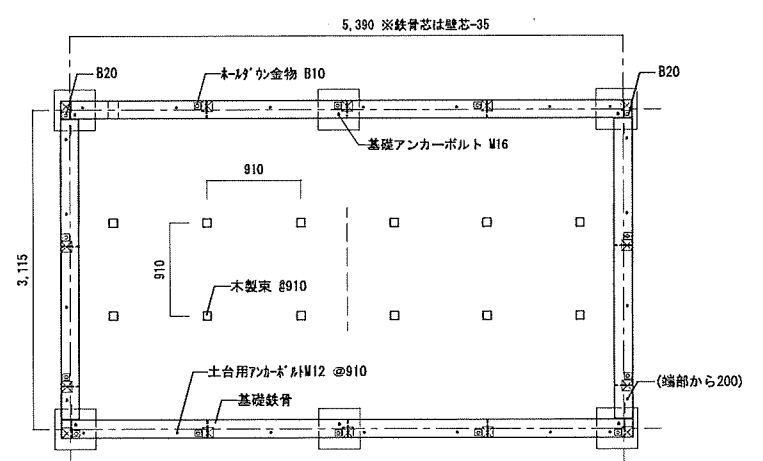 5,390 ※鉄骨芯は壁芯-35
B20
ﾎｰﾙﾀﾞｳﾝ金物 B10
B20
基礎アンカーボルト M16
910
910
3,115
木製束 @910
土台用ｱﾝｶｰﾎﾞﾙﾄM12 @910
(端部から200)
基礎鉄骨